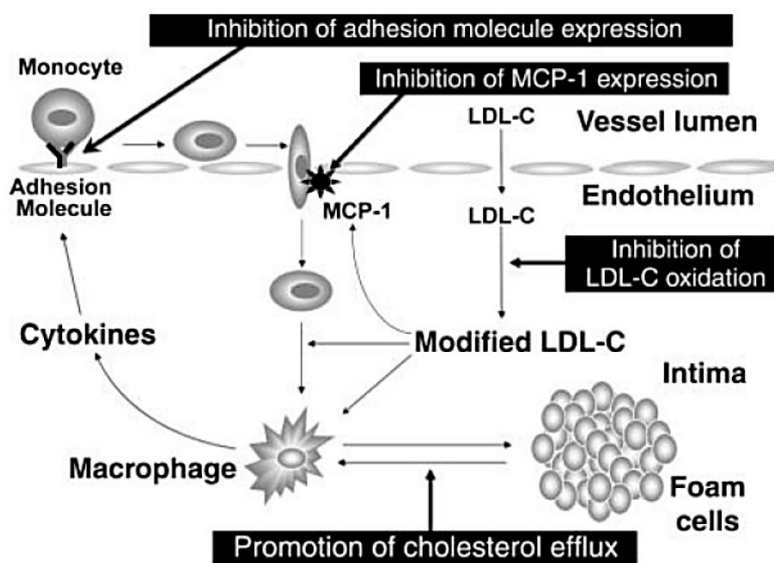 Inhibition of adhesion molecule expression
Monocyte
Inhibition of MCP-1 expression
LDL-C
Vessel lumen
Adhesion
Molecule
MCP-1
LDL-C
Endothelium
Inhibition of
LDL-C oxidation
Cytokines
Modified LDL-C
Intima
Macrophage
Foam
cells
Promotion of cholesterol efflux